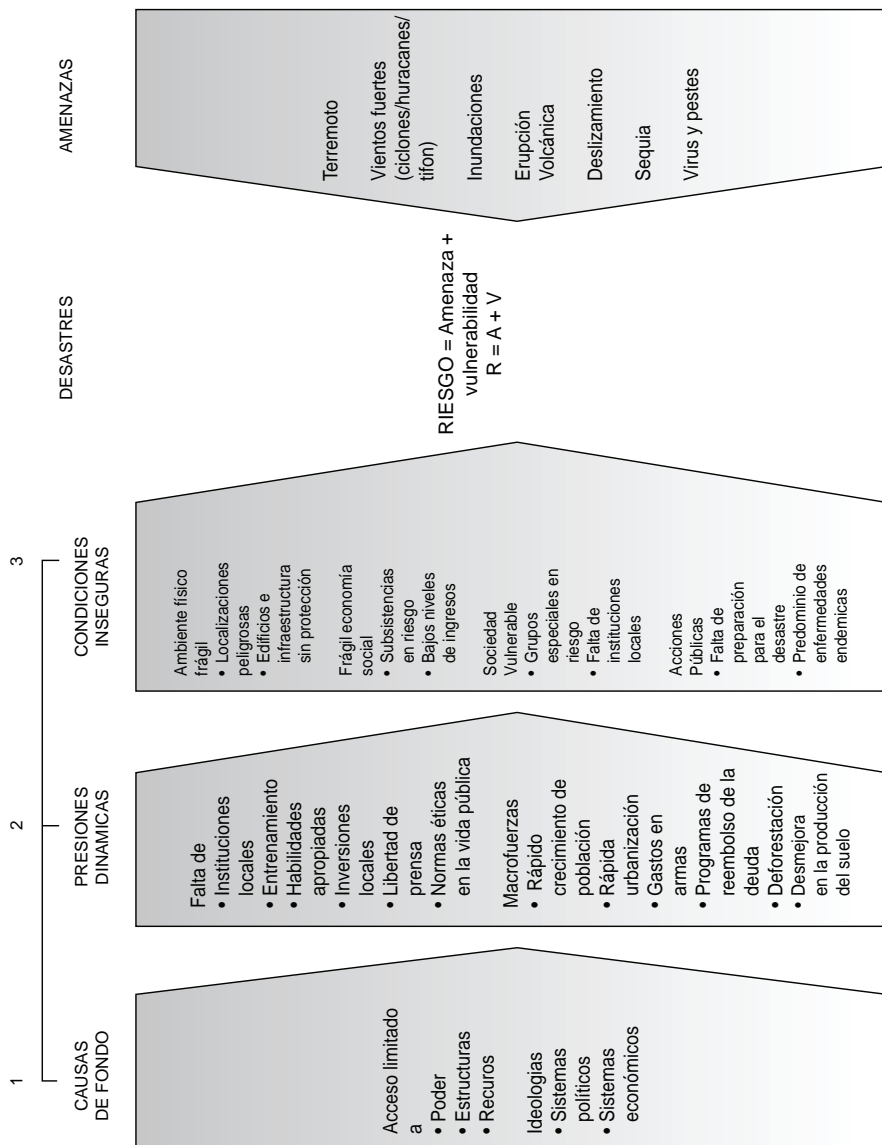 1
2
3
CAUSAS
DE FONDO
PRESIONES
DINAMICAS
CONDICIONES
INSEGURAS
DESASTRES
AMENAZAS
Acceso limitado
a
• Poder
• Estructuras
• Recuros
Ideologias
• Sistemas
políticos
• Sistemas
económicos
Falta de
• Instituciones
locales
• Entrenamiento
• Habilidades
apropiadas
• Inversiones
locales
• Libertad de
prensa
• Normas éticas
en la vida pública
Macrofuerzas
• Rápido
crecimiento de
población
• Rápida
urbanización
• Gastos en
armas
• Programas de
reembolso de la
deuda
• Deforestación
• Desmejora
en la producción
del suelo
Ambiente físico
frágil
• Localizaciones
peligrosas
• Edificios e
infraestructura
sin protección
Frágil economía
social
• Subsistencias
en riesgo
• Bajos niveles
de ingresos
Sociedad
Vulnerable
• Grupos
especiales en
riesgo
• Falta de
instituciones
locales
Acciones
Públicas
• Falta de
preparación
para el
desastre
• Predominio de
enfermedades
endemicas
RIESGO = Amenaza +
vulnerabilidad
R = A + V
Terremoto
Vientos fuertes
(ciclones/huracanes/
tifon)
Inundaciones
Erupción
Volcánica
Deslizamiento
Sequia
Virus y pestes